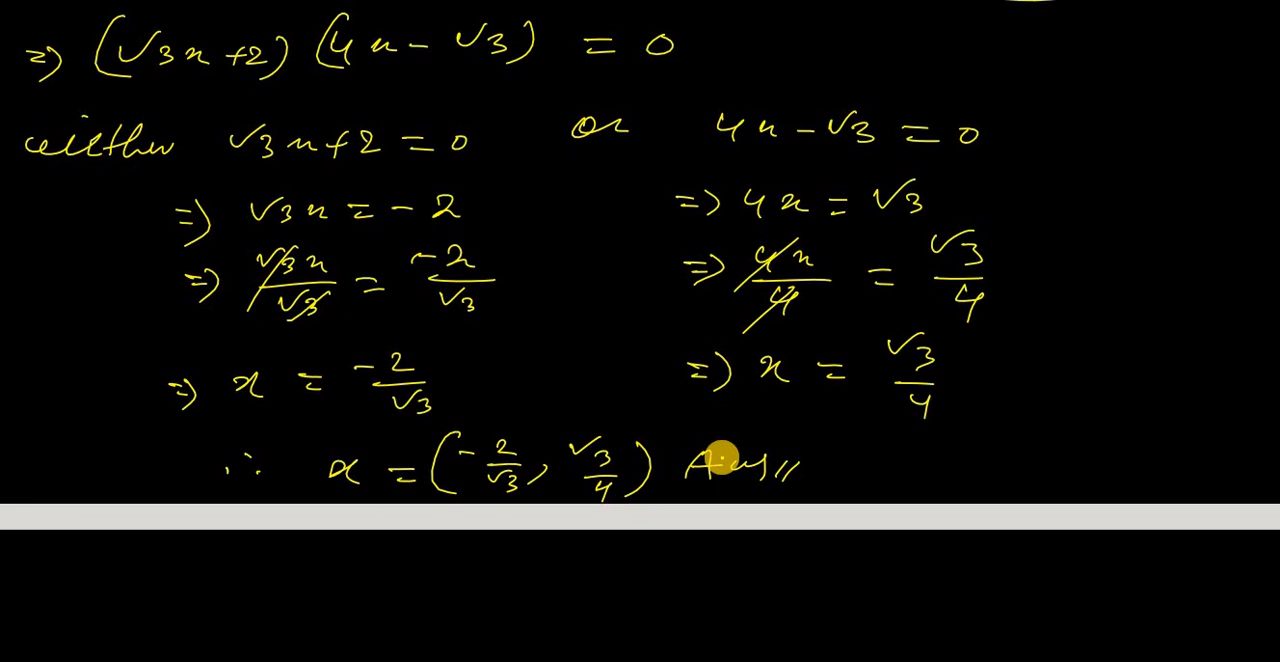 ⇒ (√3x+2) (4x-√3) = 0
either √3x+2=0 or 4x-√3=0
⇒ √3x = -2 ⇒ 4x = √3
⇒ √3x/√3 = -2/√3 ⇒ 4x/4 = √3/4
⇒ x = -2/√3 ⇒ x = √3/4
∴ x = (-2/√3, √3/4) Ans//